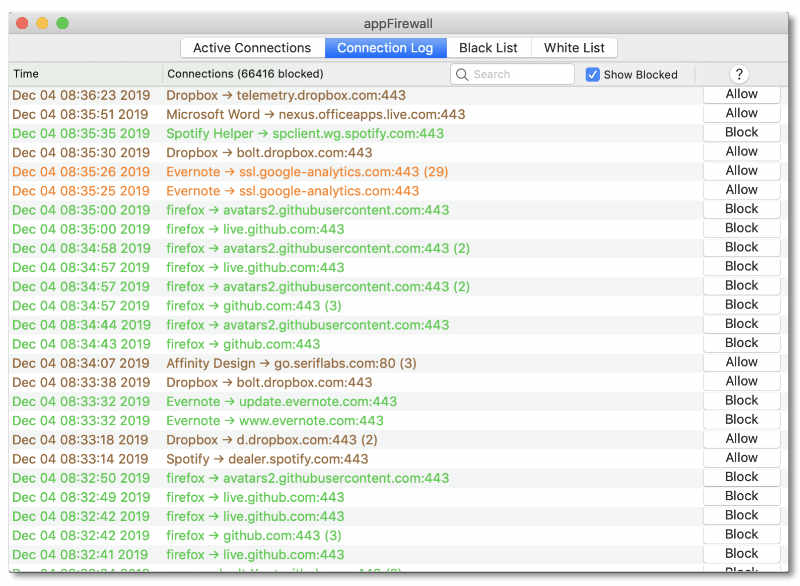 appFirewall
Active Connections Connection Log Black List White List
Time Connections (66416 blocked) Search Show Blocked ?
Dec 04 08:36:23 2019 Dropbox → telemetry.dropbox.com:443 Allow
Dec 04 08:35:51 2019 Microsoft Word → nexus.officeapps.live.com:443 Allow
Dec 04 08:35:35 2019 Spotify Helper → spclient.wg.spotify.com:443 Block
Dec 04 08:35:30 2019 Dropbox → bolt.dropbox.com:443 Allow
Dec 04 08:35:26 2019 Evernote → ssl.google-analytics.com:443 (29) Allow
Dec 04 08:35:25 2019 Evernote → ssl.google-analytics.com:443 Allow
Dec 04 08:35:00 2019 firefox → avatars2.githubusercontent.com:443 Block
Dec 04 08:35:00 2019 firefox → live.github.com:443 Block
Dec 04 08:34:58 2019 firefox → avatars2.githubusercontent.com:443 (2) Block
Dec 04 08:34:57 2019 firefox → live.github.com:443 Block
Dec 04 08:34:57 2019 firefox → avatars2.githubusercontent.com:443 (2) Block
Dec 04 08:34:57 2019 firefox → github.com:443 (3) Block
Dec 04 08:34:44 2019 firefox → avatars2.githubusercontent.com:443 Block
Dec 04 08:34:43 2019 firefox → github.com:443 Block
Dec 04 08:34:07 2019 Affinity Design → go.seriflabs.com:80 (3) Allow
Dec 04 08:33:38 2019 Dropbox → bolt.dropbox.com:443 Allow
Dec 04 08:33:32 2019 Evernote → update.evernote.com:443 Block
Dec 04 08:33:32 2019 Evernote → www.evernote.com:443 Block
Dec 04 08:33:18 2019 Dropbox → d.dropbox.com:443 (2) Allow
Dec 04 08:33:14 2019 Spotify → dealer.spotify.com:443 Allow
Dec 04 08:32:50 2019 firefox → avatars2.githubusercontent.com:443 Block
Dec 04 08:32:49 2019 firefox → live.github.com:443 Block
Dec 04 08:32:42 2019 firefox → live.github.com:443 Block
Dec 04 08:32:42 2019 firefox → github.com:443 (3) Block
Dec 04 08:32:41 2019 firefox → live.github.com:443 Block